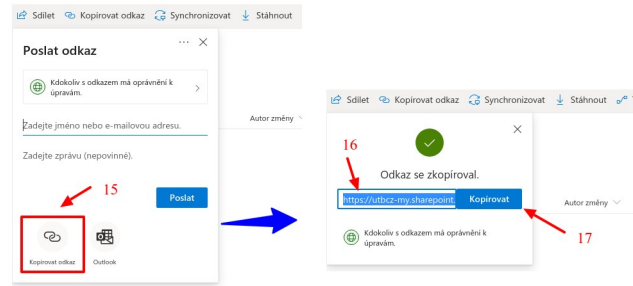 Sdílet Kopírovat odkaz Synchronizovat Stáhnout
Poslat odkaz
Kdokoliv s odkazem má oprávnění k
úpravám.
Zadejte jméno nebo e-mailovou adresu.
Autor změny
Zadejte zprávu (nepovinné).
15
Poslat
Kopírovat odkaz Outlook
Sdílet Kopírovat odkaz Synchronizovat Stáhnout
16
Odkaz se zkopíroval.
https://utbcz-my.sharepoint. Kopírovat
Autor změny
17
Kdokoliv s odkazem má oprávnění k
úpravám.